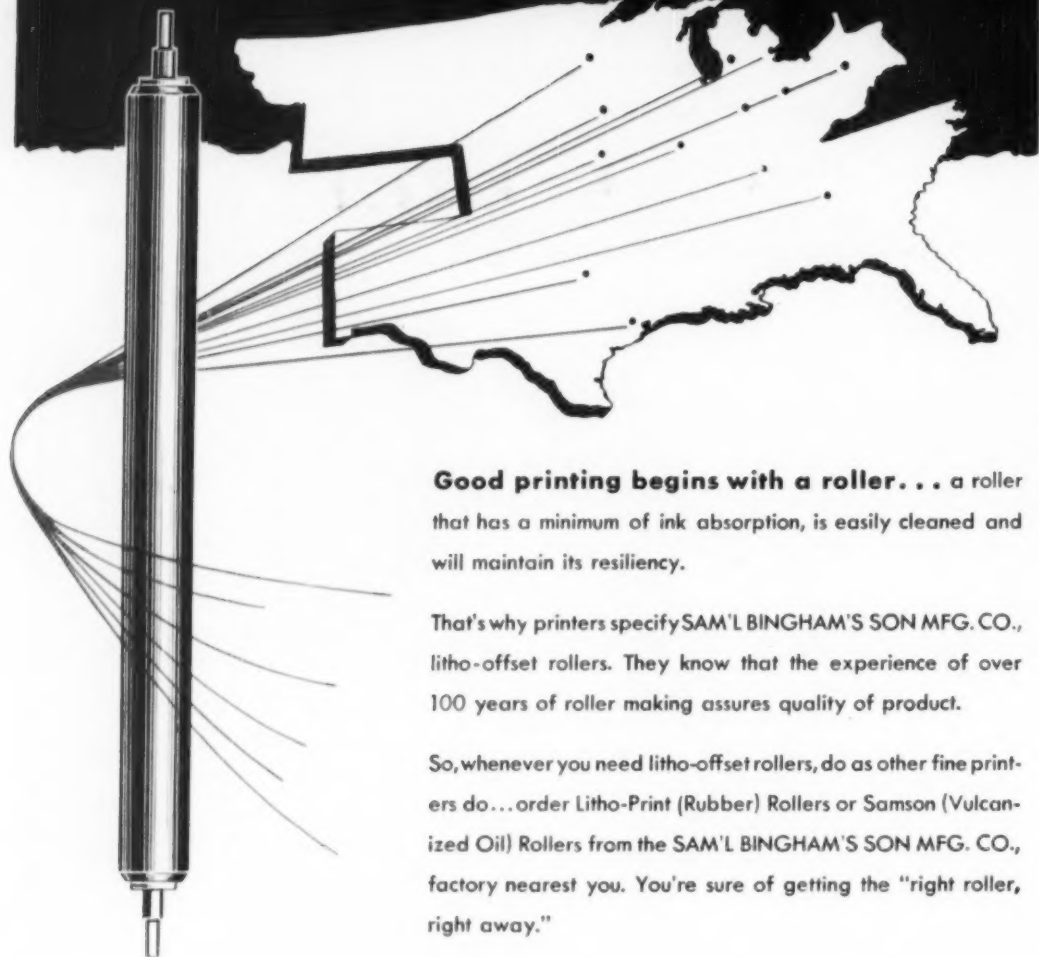 Good printing begins with a roller... a roller
that has a minimum of ink absorption, is easily cleaned and
will maintain its resiliency.
That's why printers specify SAM'L BINGHAM'S SON MFG. CO.,
litho-offset rollers. They know that the experience of over
100 years of roller making assures quality of product.
So, whenever you need litho-offset rollers, do as other fine print-
ers do...order Litho-Print (Rubber) Rollers or Samson (Vulcan-
ized Oil) Rollers from the SAM'L BINGHAM'S SON MFG. CO.,
factory nearest you. You're sure of getting the "right roller,
right away."